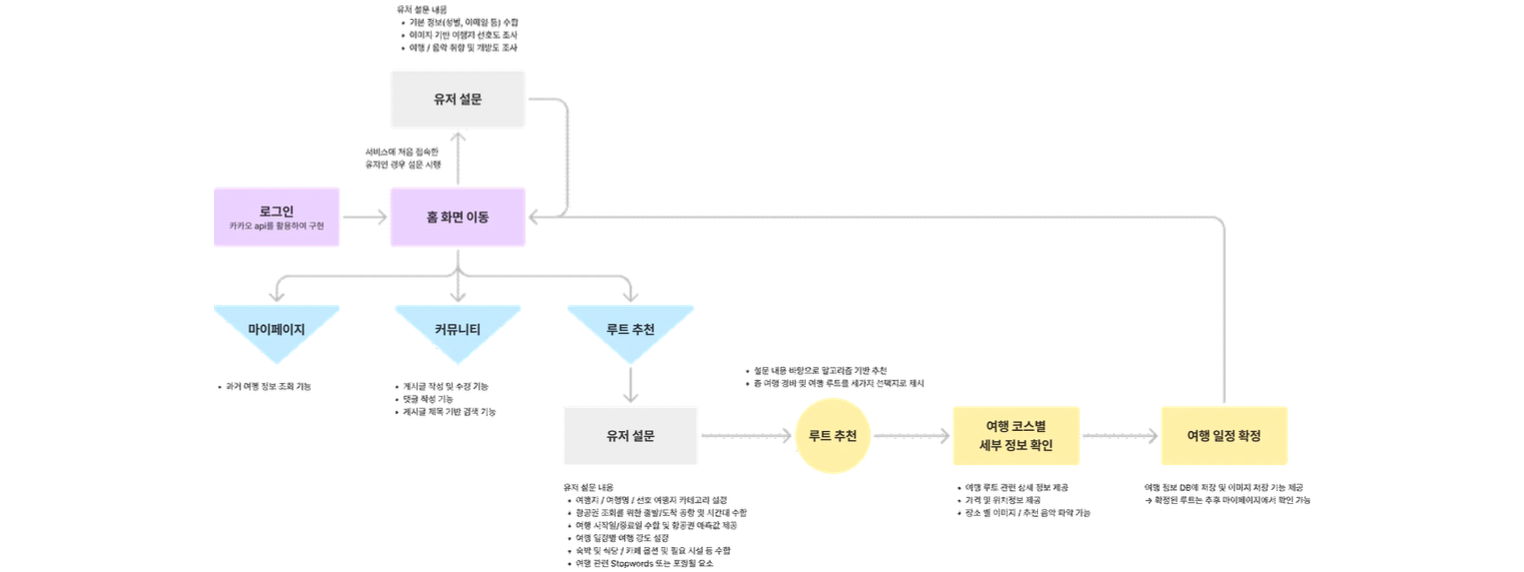 유저 설문 내용
• 기본 정보(성별, 이메일 등) 수합
• 이미지 기반 여행지 선호도 조사
• 여행 / 음악 취향 및 개방도 조사
유저 설문
서비스에 처음 접속한
유저인 경우 설문 시행
로그인
카카오 api를 활용하여 구현
홈 화면 이동
마이페이지
커뮤니티
루트 추천
• 과거 여행 정보 조회 가능
• 게시글 작성 및 수정 기능
• 댓글 작성 기능
• 게시글 제목 기반 검색 기능
• 설문 내용 바탕으로 알고리즘 기반 추천
• 총 여행 경비 및 여행 루트를 세가지 선택지로 제시
유저 설문
루트 추천
여행 코스별
세부 정보 확인
여행 일정 확정
유저 설문 내용
• 여행지 / 여행명 / 선호 여행지 카테고리 설정
• 항공권 조회를 위한 출발/도착 공항 및 시간대 수합
• 여행 시작일/종료일 수합 및 항공권 예측값 제공
• 여행 일정별 여행 강도 설정
• 숙박 및 식당 / 카페 옵션 및 필요 시설 등 수합
• 여행 관련 Stopwords 또는 포함될 요소
• 여행 루트 관련 상세 정보 제공
• 가격 및 위치정보 제공
• 장소 별 이미지 / 추천 음악 파악 가능
여행 정보 DB에 저장 및 이미지 저장 기능 제공
→ 확정된 루트는 추후 마이페이지에서 확인 가능